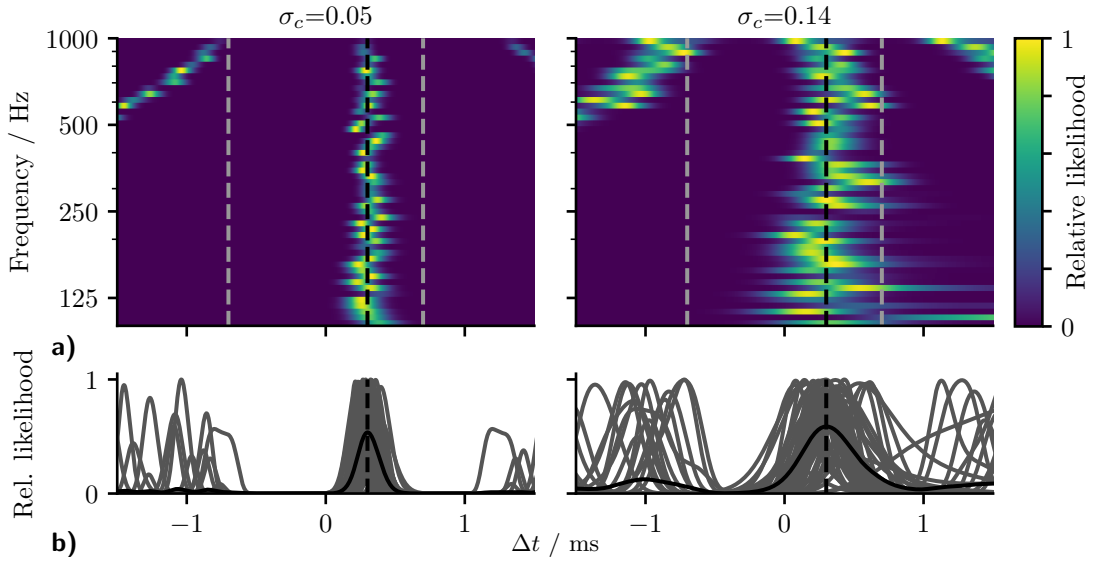 σc=0.05
σc=0.14
1000
500
250
125
Frequency / Hz
1
0
Relative likelihood
a)
1
0
Rel. likelihood
−1
0
1
−1
0
1
Δt / ms
b)